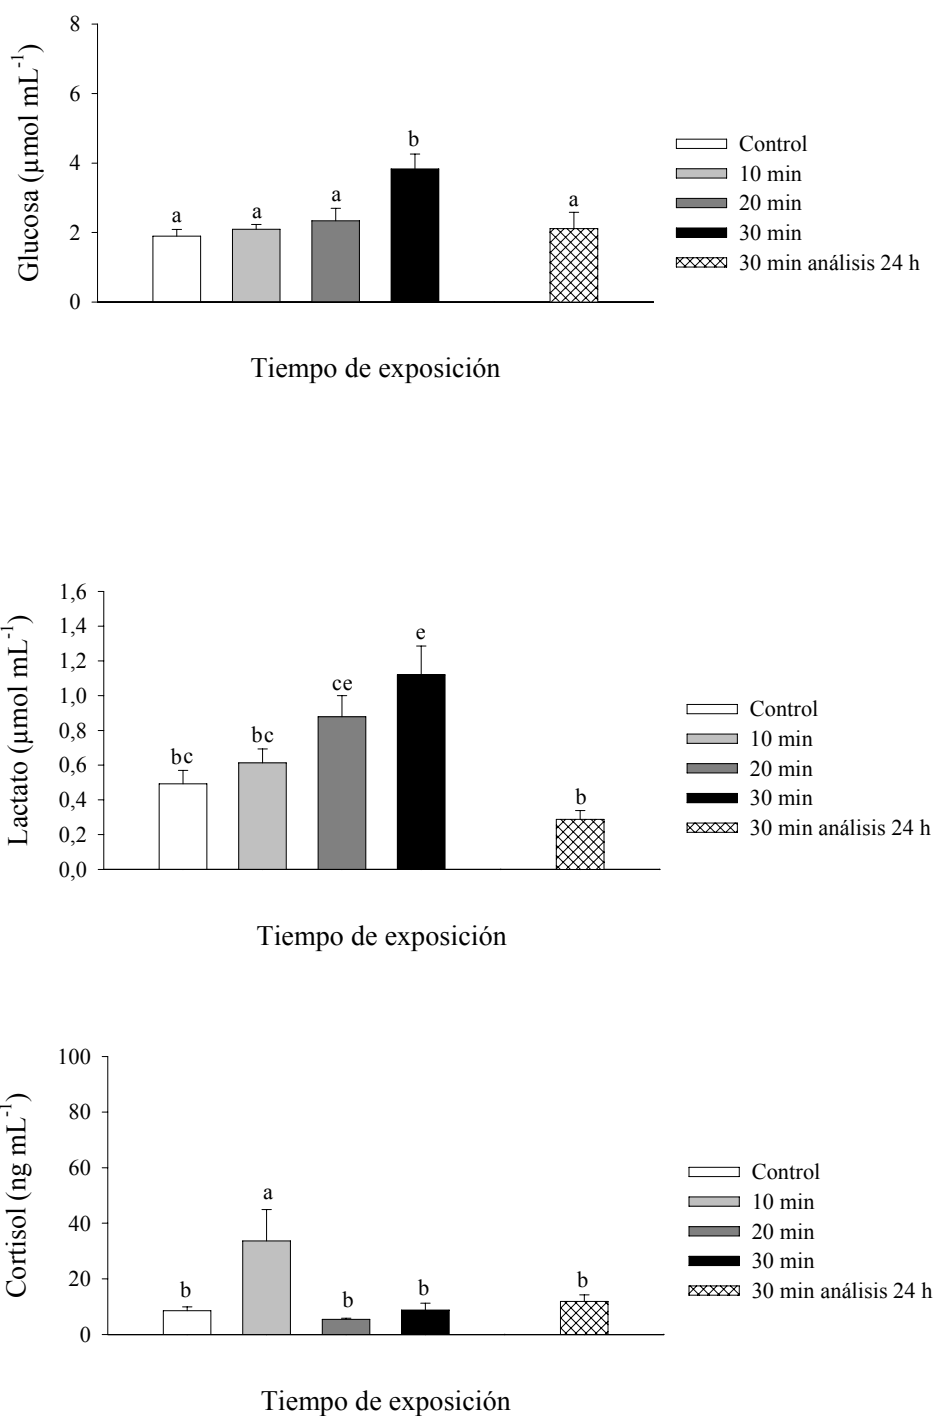 Glucosa (µmol mL⁻¹)
8
6
4
2
0
a
a
a
b
a
Control
10 min
20 min
30 min
30 min análisis 24 h
Tiempo de exposición
Lactato (µmol mL⁻¹)
1,6
1,4
1,2
1,0
0,8
0,6
0,4
0,2
0,0
bc
bc
ce
e
b
Control
10 min
20 min
30 min
30 min análisis 24 h
Tiempo de exposición
Cortisol (ng mL⁻¹)
100
80
60
40
20
0
b
a
b
b
b
Control
10 min
20 min
30 min
30 min análisis 24 h
Tiempo de exposición